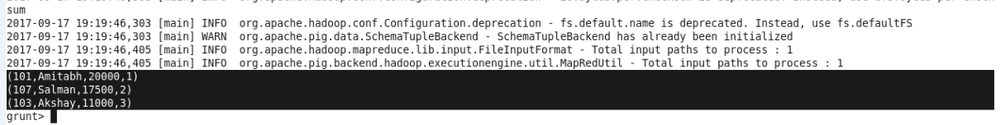 sum
2017-09-17 19:19:46,303 [main] INFO  org.apache.hadoop.conf.Configuration.deprecation - fs.default.name is deprecated. Instead, use fs.defaultFS
2017-09-17 19:19:46,303 [main] WARN  org.apache.pig.data.SchemaTupleBackend - SchemaTupleBackend has already been initialized
2017-09-17 19:19:46,405 [main] INFO  org.apache.hadoop.mapreduce.lib.input.FileInputFormat - Total input paths to process : 1
2017-09-17 19:19:46,405 [main] INFO  org.apache.pig.backend.hadoop.executionengine.util.MapRedUtil - Total input paths to process : 1
(101,Amitabh,20000,1)
(107,Salman,17500,2)
(103,Akshay,11000,3)
grunt>